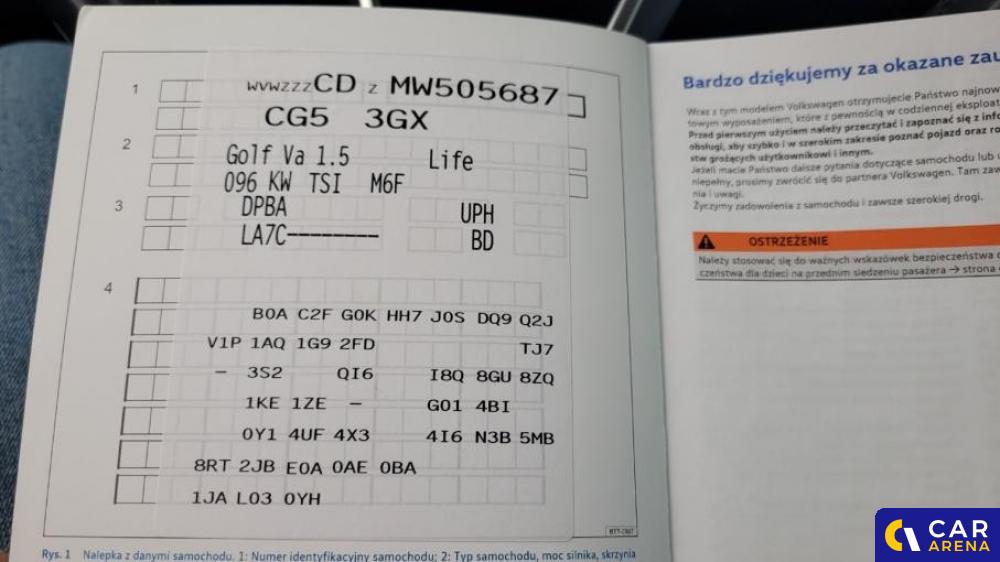 1
WVWZZZCD Z MW505687
CG5 3GX
2
Golf Va 1.5 Life
096 KW TSI M6F
3
DPBA UPH
LA7C-------- BD
4
B0A C2F G0K HH7 J0S DQ9 Q2J
V1P 1AQ 1G9 2FD TJ7
- 3S2 QI6 I8Q 8GU 8ZQ
1KE 1ZE - G01 4BI
0Y1 4UF 4X3 4I6 N3B 5MB
8RT 2JB E0A 0AE 0BA
1JA L03 0YH
Rys. 1 Nalepka z danymi samochodu. 1: Numer identyfikacyjny samochodu; 2: Typ samochodu, moc silnika, skrzynia
Bardzo dziękujemy za okazane zau
Wraz z tym modelem Volkswagen otrzymujecie Państwo najnow
towym wyposażeniem, które z pewnością w codziennej eksploat
Przed pierwszym użyciem należy przeczytać i zapoznać się z info
obsługi, aby szybko i w szerokim zakresie poznać pojazd oraz ro
stw grożących użytkownikowi i innym.
Jeżeli macie Państwo dalsze pytania dotyczące samochodu lub u
niepełny, prosimy zwrócić się do partnera Volkswagen. Tam zaw
nia i uwagi.
Życzymy zadowolenia z samochodu i zawsze szerokiej drogi.
OSTRZEŻENIE
Należy stosować się do ważnych wskazówek bezpieczeństwa d
czeństwa dla dzieci na przednim siedzeniu pasażera → strona
CAR
ARENA